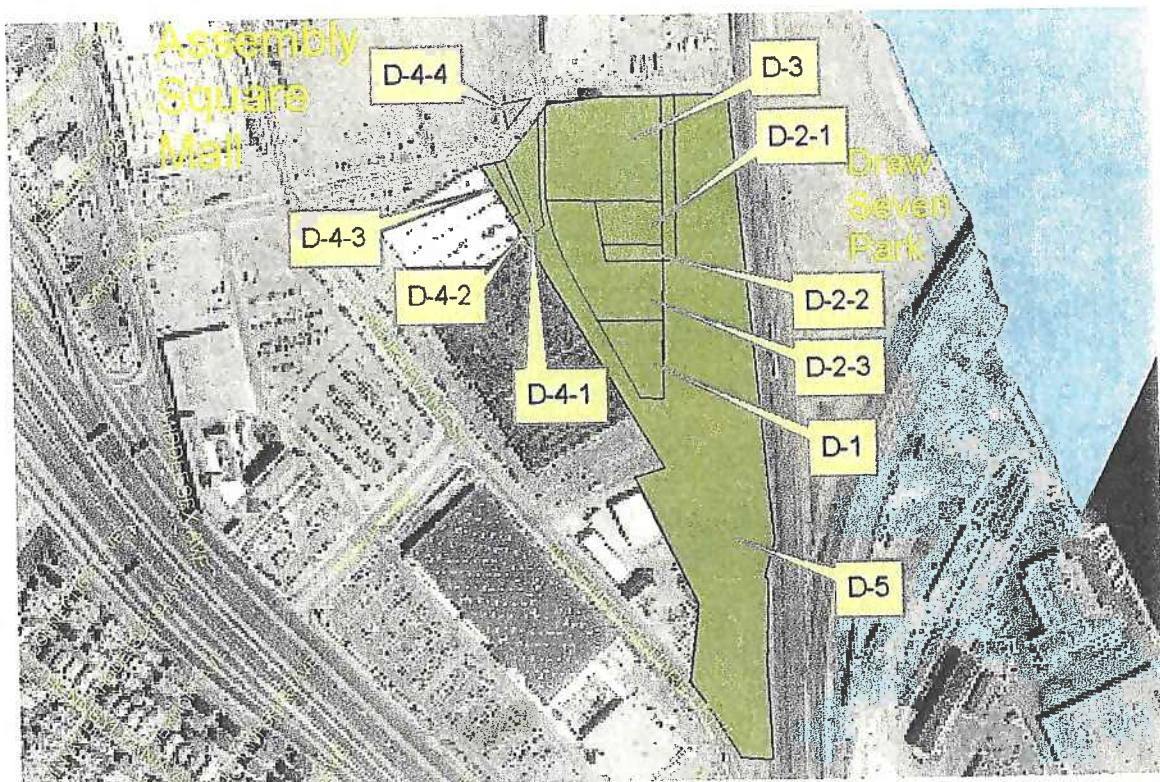 Assembly
Square
Mall
D-4-4
D-3
D-2-1
Draw
Seven
Park
D-4-3
D-4-2
D-2-2
D-4-1
D-2-3
D-1
D-5